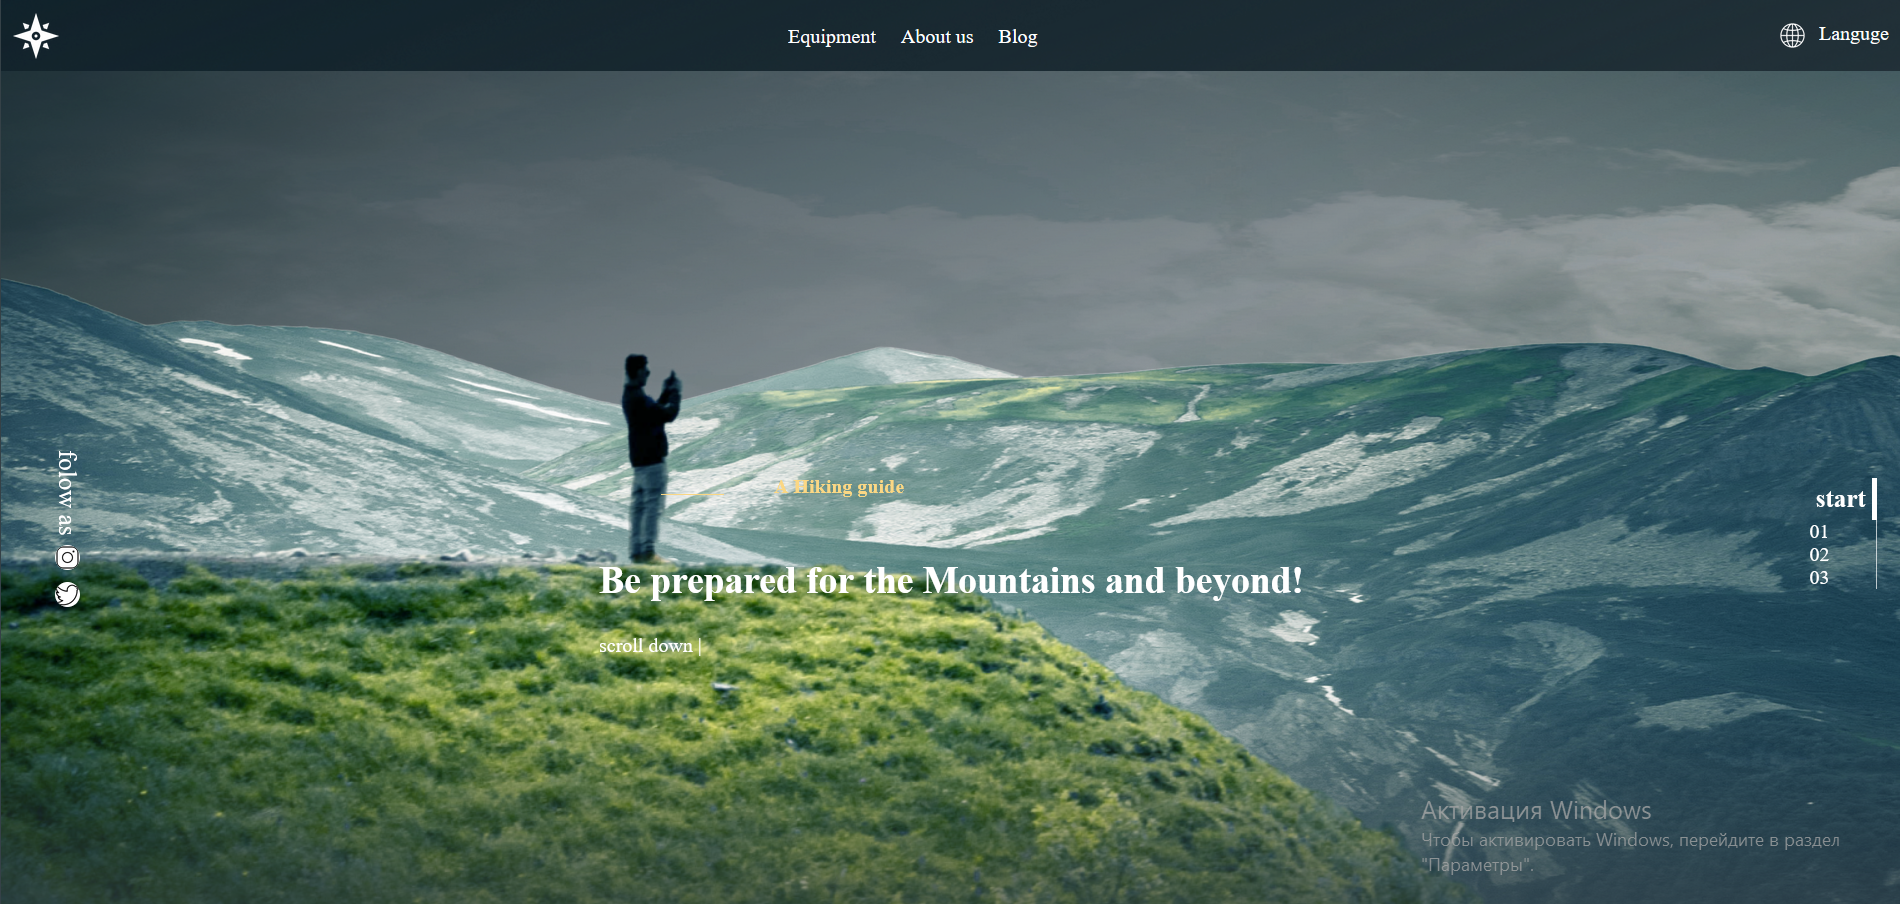 Equipment About us Blog
Languge
folow as
A Hiking guide
start
01
02
03
Be prepared for the Mountains and beyond!
scroll down |
Активация Windows
Чтобы активировать Windows, перейдите в раздел
"Параметры".